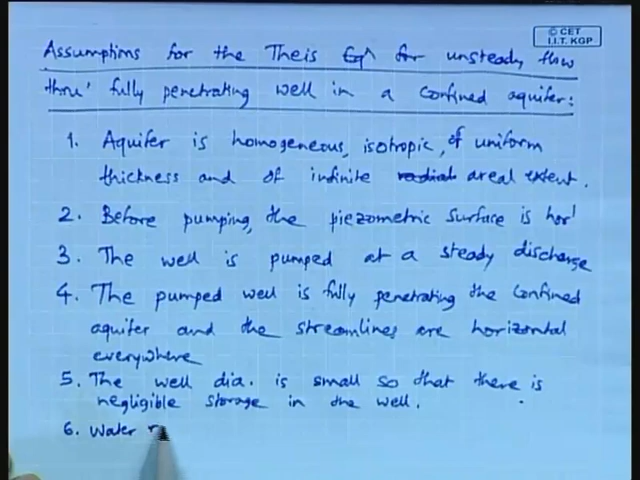 © CET
I.I.T. KGP
Assumptions for the Theis Eqn for unsteady flow
thru' fully penetrating well in a confined aquifer:
1. Aquifer is homogeneous, isotropic, of uniform
thickness and of infinite radial areal extent.
2. Before pumping, the piezometric surface is horl
3. The well is pumped at a steady discharge
4. The pumped well is fully penetrating the confined
aquifer and the streamlines are horizontal
everywhere
5. The well dia. is small so that there is
negligible storage in the well.
6. Water